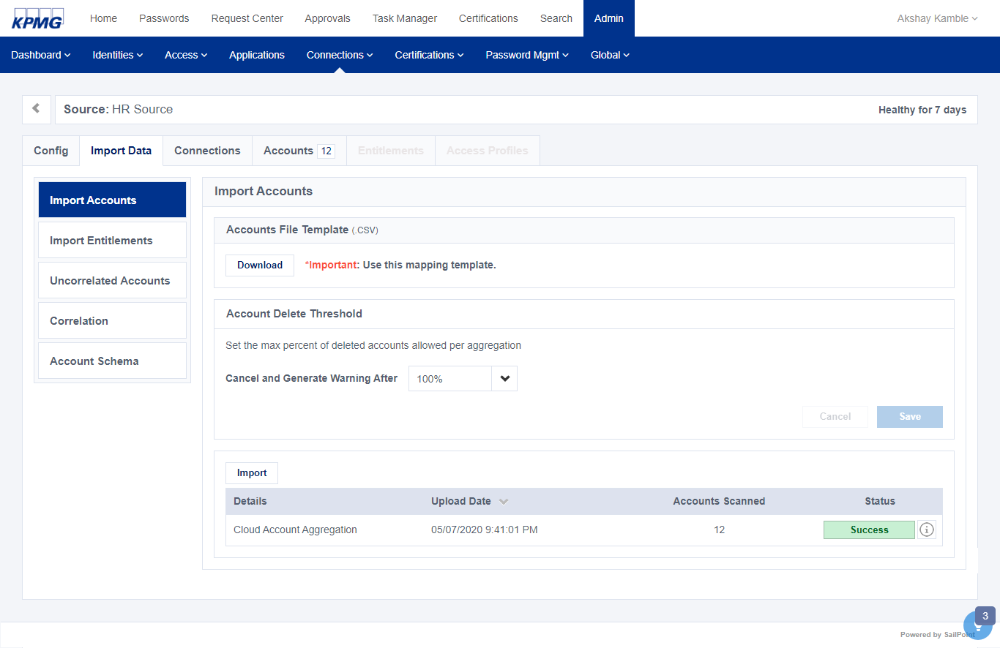 KPMG Home Passwords Request Center Approvals Task Manager Certifications Search Admin Akshay Kamble
Dashboard Identities Access Applications Connections Certifications Password Mgmt Global
Source: HR Source Healthy for 7 days
Config Import Data Connections Accounts 12 Entitlements Access Profiles
Import Accounts
Import Entitlements
Uncorrelated Accounts
Correlation
Account Schema
Import Accounts
Accounts File Template (.CSV)
Download *Important: Use this mapping template.
Account Delete Threshold
Set the max percent of deleted accounts allowed per aggregation
Cancel and Generate Warning After 100%
Cancel Save
Import
Details Upload Date Accounts Scanned Status
Cloud Account Aggregation 05/07/2020 9:41:01 PM 12 Success
3
Powered by SailPoint